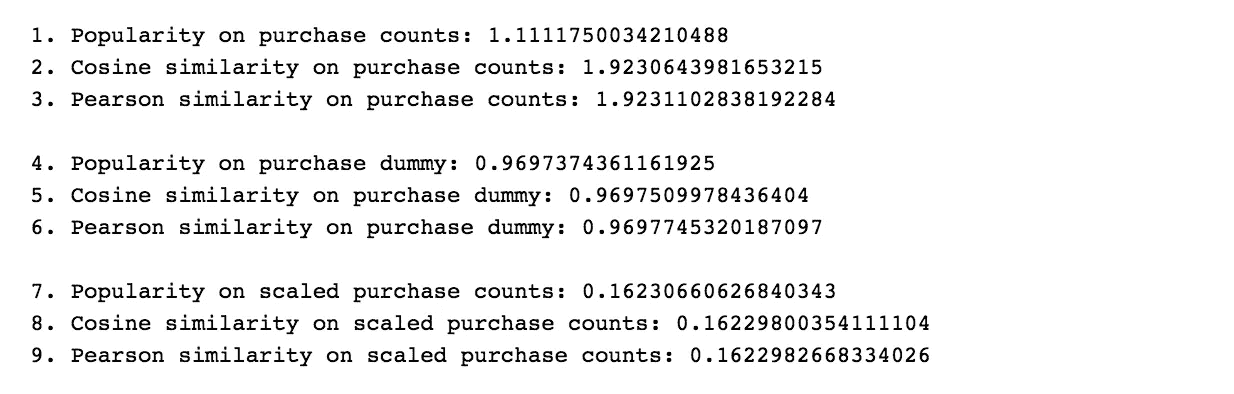 1. Popularity on purchase counts: 1.1111750034210488
2. Cosine similarity on purchase counts: 1.9230643981653215
3. Pearson similarity on purchase counts: 1.9231102838192284
4. Popularity on purchase dummy: 0.9697374361161925
5. Cosine similarity on purchase dummy: 0.9697509978436404
6. Pearson similarity on purchase dummy: 0.9697745320187097
7. Popularity on scaled purchase counts: 0.16230660626840343
8. Cosine similarity on scaled purchase counts: 0.16229800354111104
9. Pearson similarity on scaled purchase counts: 0.1622982668334026